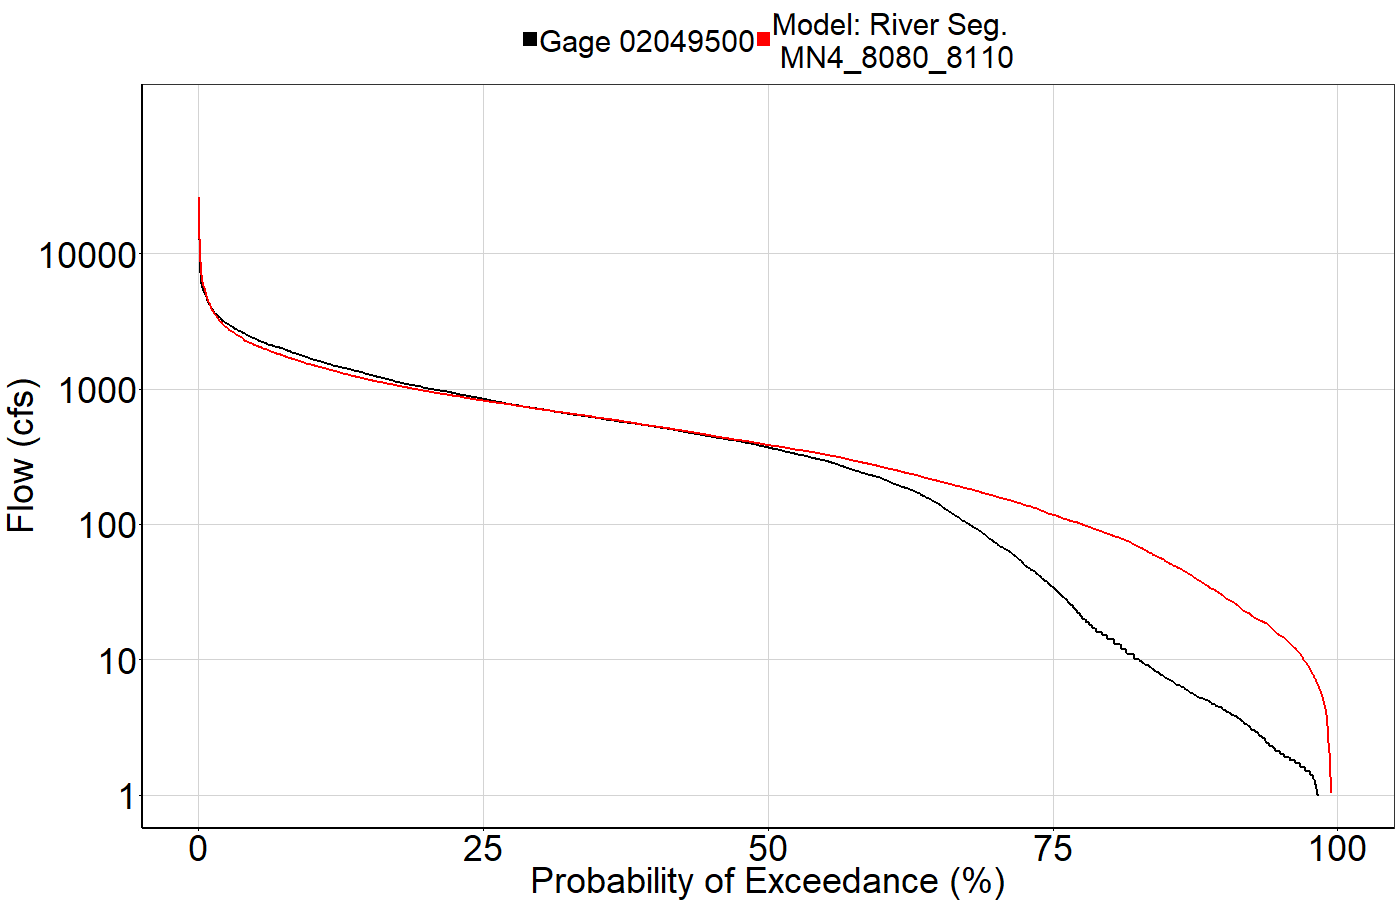 Gage 02049500
Model: River Seg.
MN4_8080_8110
Flow (cfs)
10000
1000
100
10
1
0 25 50 75 100
Probability of Exceedance (%)